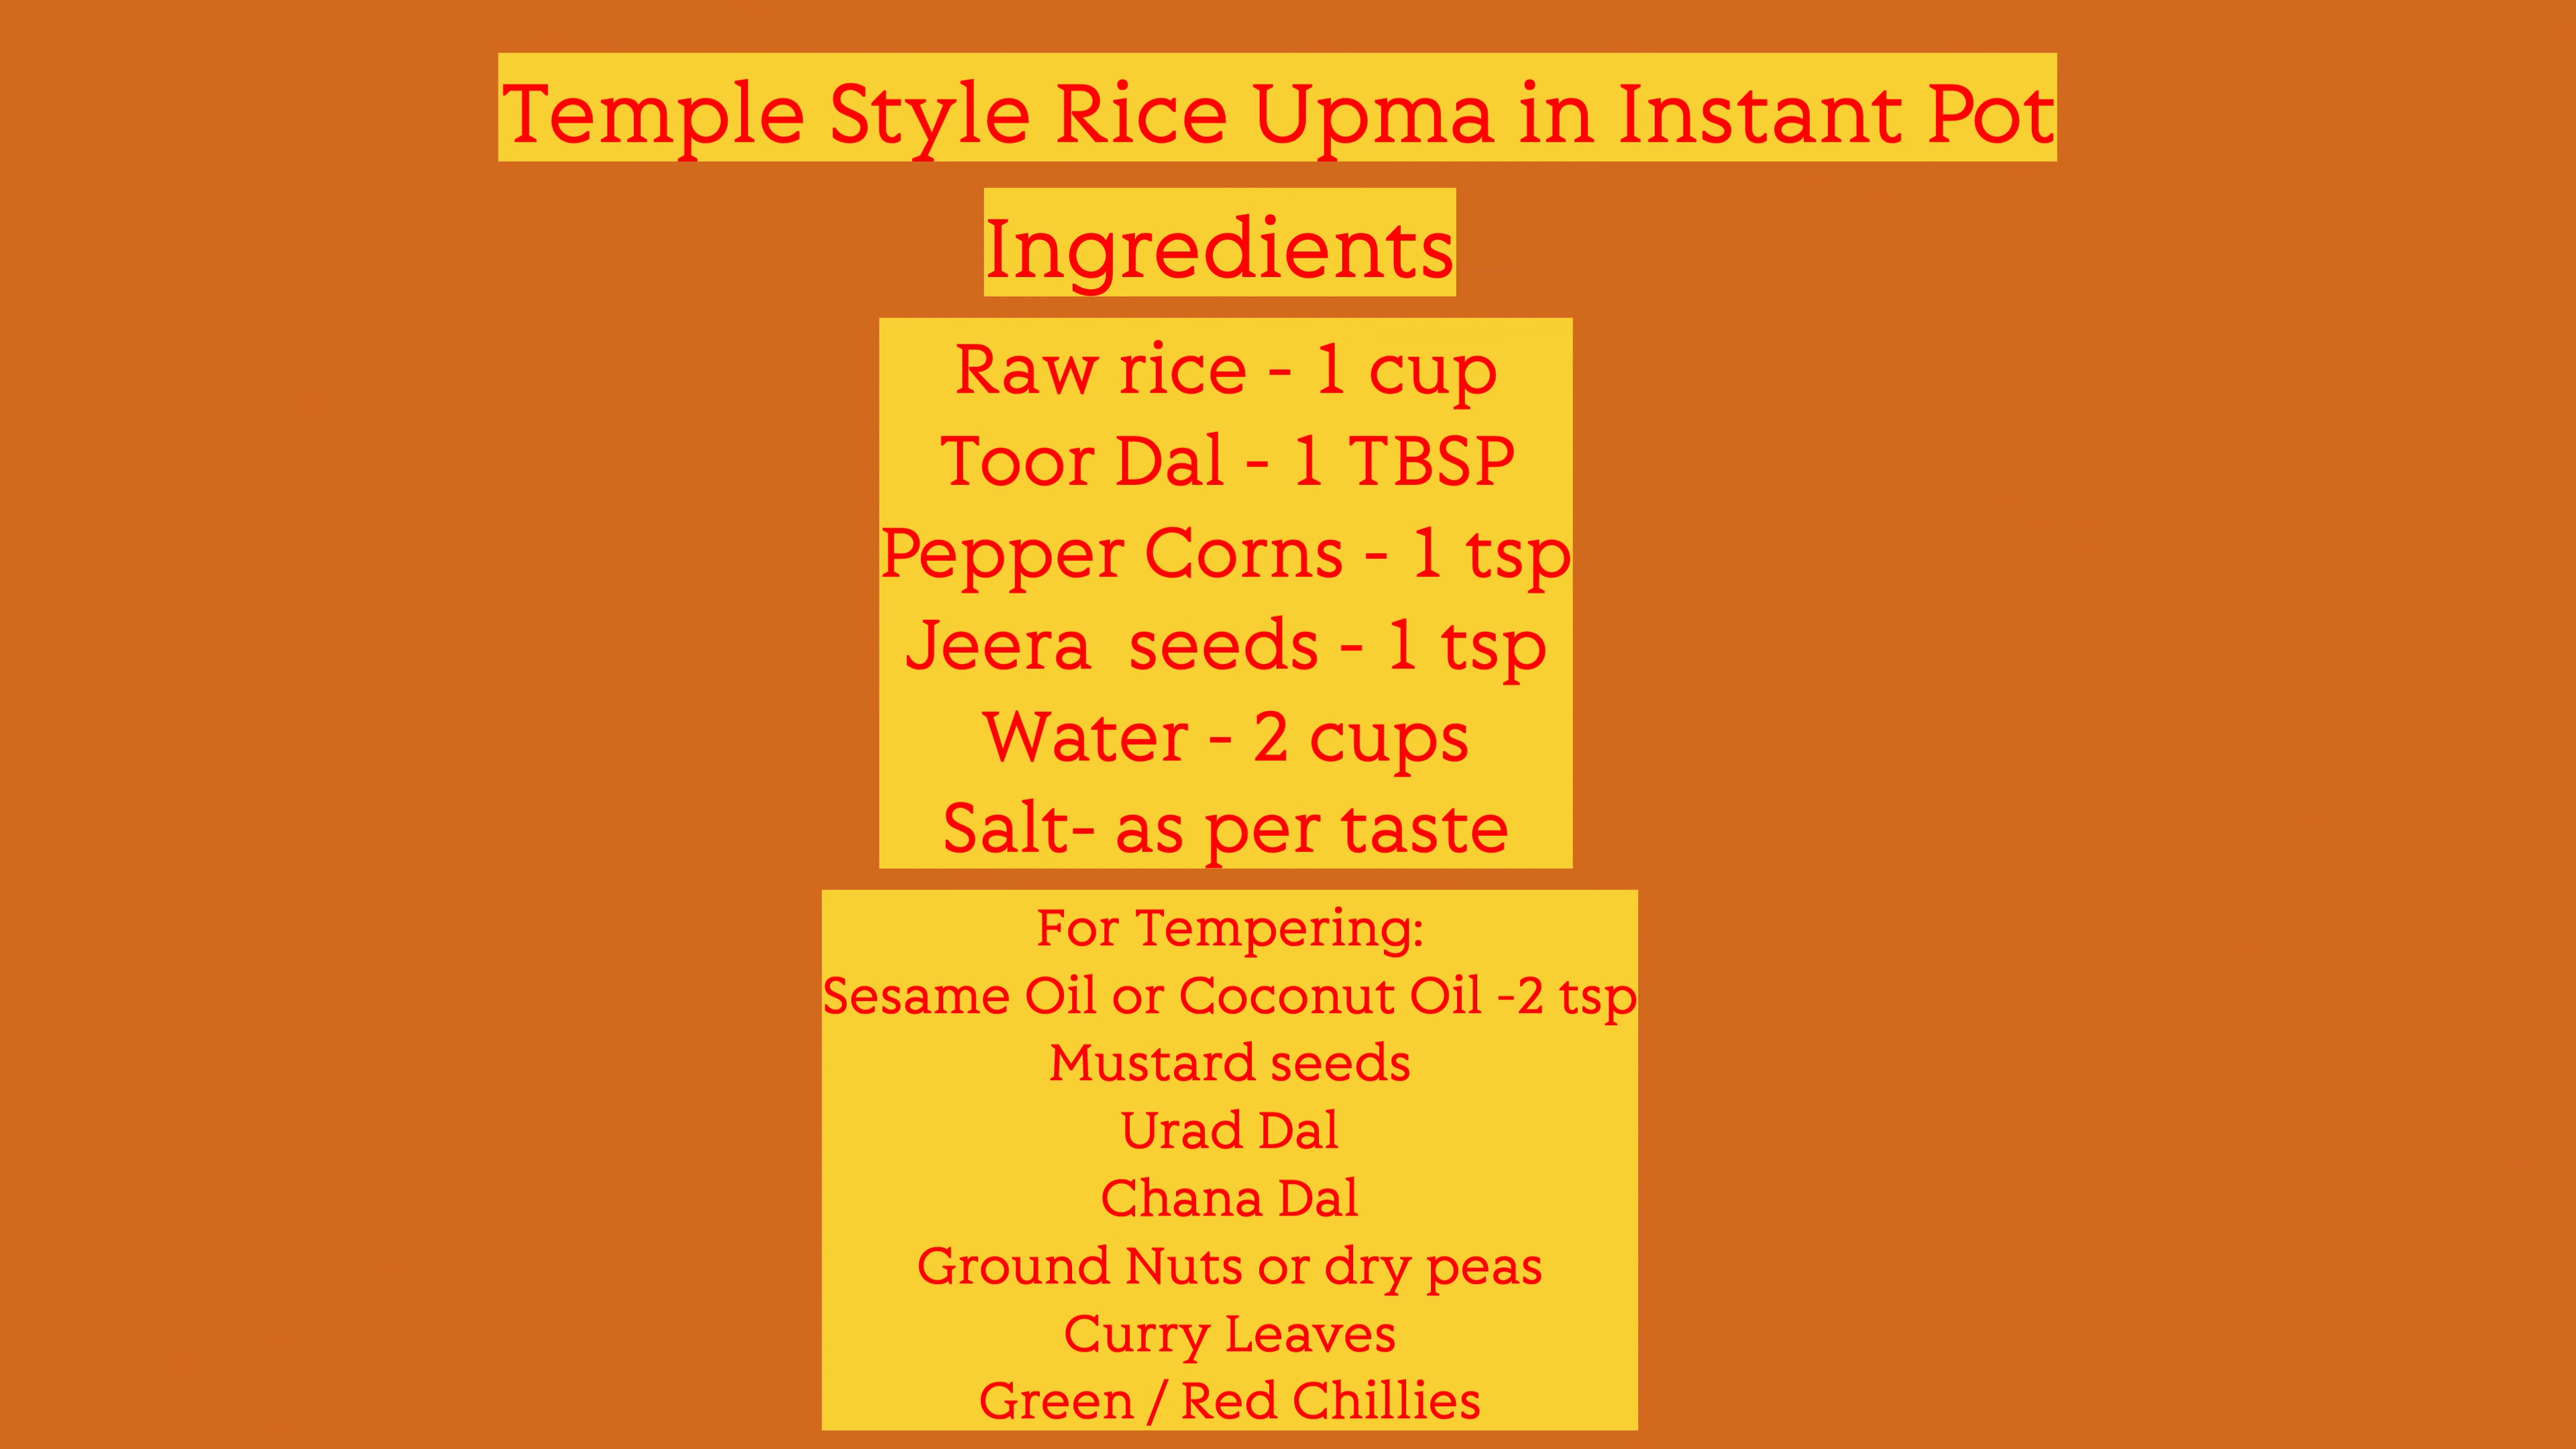 Temple Style Rice Upma in Instant Pot
Ingredients
Raw rice - 1 cup
Toor Dal - 1 TBSP
Pepper Corns - 1 tsp
Jeera  seeds - 1 tsp
Water - 2 cups
Salt- as per taste
For Tempering:
Sesame Oil or Coconut Oil -2 tsp
Mustard seeds
Urad Dal
Chana Dal
Ground Nuts or dry peas
Curry Leaves
Green / Red Chillies